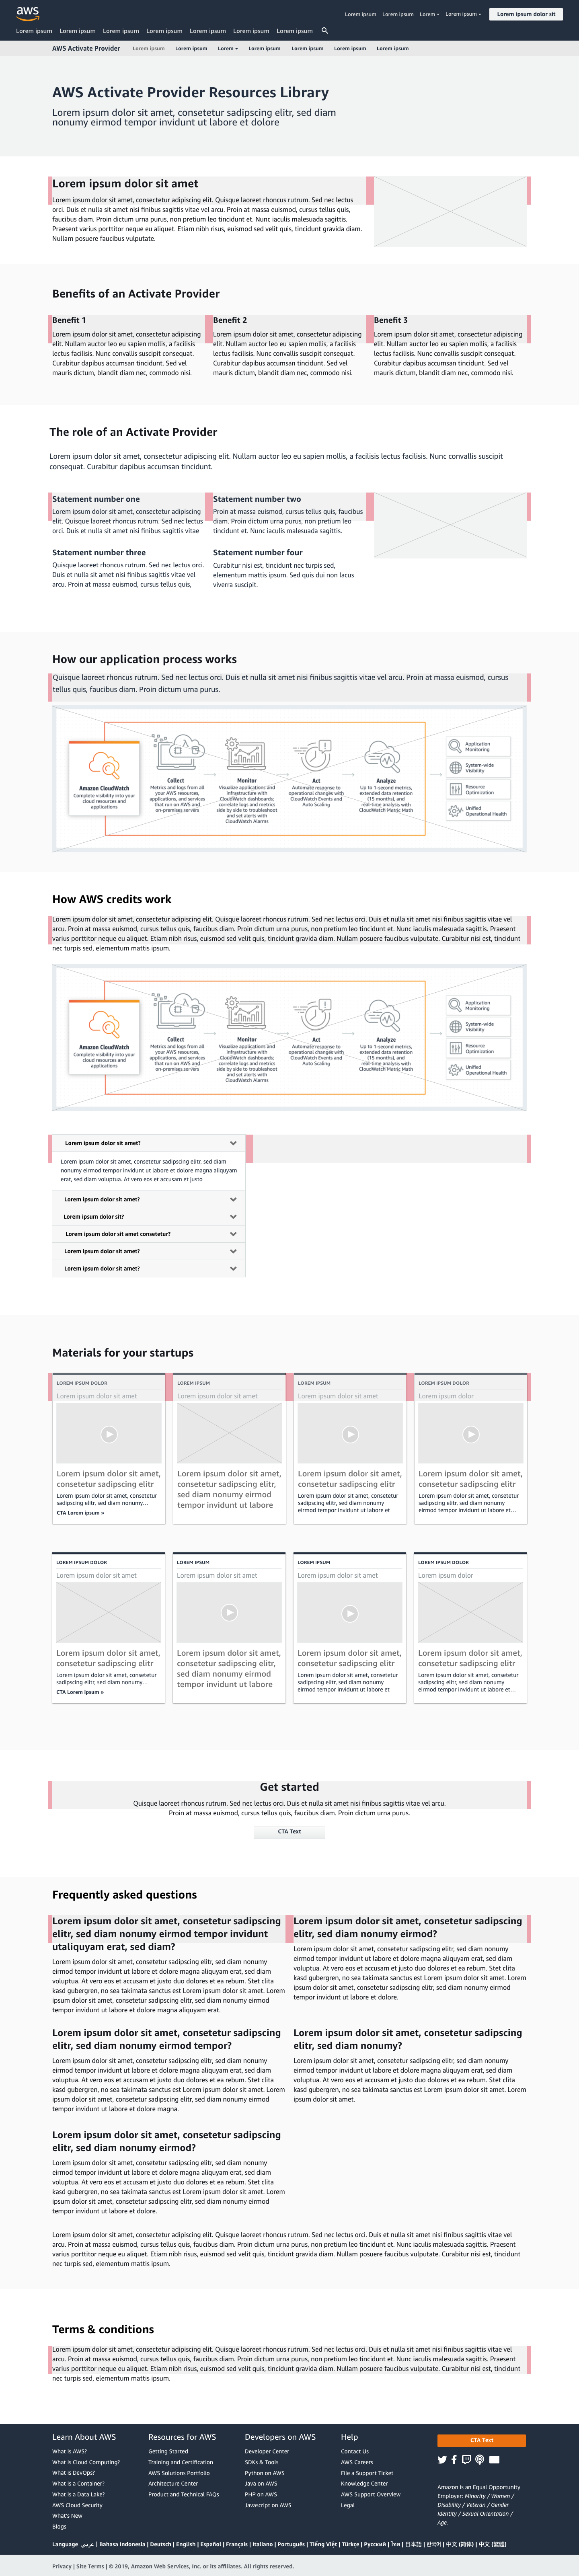 aws
Lorem ipsum Lorem ipsum Lorem Lorem ipsum Lorem ipsum dolor sit
Lorem ipsum Lorem ipsum Lorem ipsum Lorem ipsum Lorem ipsum Lorem ipsum Lorem ipsum
AWS Activate Provider Lorem ipsum Lorem ipsum Lorem Lorem ipsum Lorem ipsum Lorem ipsum Lorem ipsum
AWS Activate Provider Resources Library
Lorem ipsum dolor sit amet, consetetur sadipscing elitr, sed diam
nonumy eirmod tempor invidunt ut labore et dolore
Lorem ipsum dolor sit amet
Lorem ipsum dolor sit amet, consectetur adipiscing elit. Quisque laoreet rhoncus rutrum. Sed nec lectus
orci. Duis et nulla sit amet nisi finibus sagittis vitae vel arcu. Proin at massa euismod, cursus tellus quis,
faucibus diam. Proin dictum urna purus, non pretium leo tincidunt et. Nunc iaculis malesuada sagittis.
Praesent varius porttitor neque eu aliquet. Etiam nibh risus, euismod sed velit quis, tincidunt gravida diam.
Nullam posuere faucibus vulputate.
Benefits of an Activate Provider
Benefit 1
Lorem ipsum dolor sit amet, consectetur adipiscing
elit. Nullam auctor leo eu sapien mollis, a facilisis
lectus facilisis. Nunc convallis suscipit consequat.
Curabitur dapibus accumsan tincidunt. Sed vel
mauris dictum, blandit diam nec, commodo nisi.
Benefit 2
Lorem ipsum dolor sit amet, consectetur adipiscing
elit. Nullam auctor leo eu sapien mollis, a facilisis
lectus facilisis. Nunc convallis suscipit consequat.
Curabitur dapibus accumsan tincidunt. Sed vel
mauris dictum, blandit diam nec, commodo nisi.
Benefit 3
Lorem ipsum dolor sit amet, consectetur adipiscing
elit. Nullam auctor leo eu sapien mollis, a facilisis
lectus facilisis. Nunc convallis suscipit consequat.
Curabitur dapibus accumsan tincidunt. Sed vel
mauris dictum, blandit diam nec, commodo nisi.
The role of an Activate Provider
Lorem ipsum dolor sit amet, consectetur adipiscing elit. Nullam auctor leo eu sapien mollis, a facilisis lectus facilisis. Nunc convallis suscipit
consequat. Curabitur dapibus accumsan tincidunt.
Statement number one
Lorem ipsum dolor sit amet, consectetur adipiscing
elit. Quisque laoreet rhoncus rutrum. Sed nec lectus
orci. Duis et nulla sit amet nisi finibus sagittis vitae
Statement number two
Proin at massa euismod, cursus tellus quis, faucibus
diam. Proin dictum urna purus, non pretium leo
tincidunt et. Nunc iaculis malesuada sagittis.
Statement number three
Quisque laoreet rhoncus rutrum. Sed nec lectus orci.
Duis et nulla sit amet nisi finibus sagittis vitae vel
arcu. Proin at massa euismod, cursus tellus quis,
Statement number four
Curabitur nisi est, tincidunt nec turpis sed,
elementum mattis ipsum. Sed quis dui non lacus
viverra suscipit.
How our application process works
Quisque laoreet rhoncus rutrum. Sed nec lectus orci. Duis et nulla sit amet nisi finibus sagittis vitae vel arcu. Proin at massa euismod, cursus
tellus quis, faucibus diam. Proin dictum urna purus.
Amazon CloudWatch
Complete visibility into your
cloud resources and
applications
Collect
Metrics and logs from all
your AWS resources,
applications, and services
that run on AWS and
on-premises servers
Monitor
Visualize applications and
infrastructure with
CloudWatch dashboards;
correlate logs and metrics
side by side to troubleshoot
and set alerts with
CloudWatch Alarms
Act
Automate response to
operational changes with
CloudWatch Events and
Auto Scaling
Analyze
Up to 1-second metrics,
extended data retention
(15 months), and
real-time analysis with
CloudWatch Metric Math
Application
Monitoring
System-wide
Visibility
Resource
Optimization
Unified
Operational Health
How AWS credits work
Lorem ipsum dolor sit amet, consectetur adipiscing elit. Quisque laoreet rhoncus rutrum. Sed nec lectus orci. Duis et nulla sit amet nisi finibus sagittis vitae vel
arcu. Proin at massa euismod, cursus tellus quis, faucibus diam. Proin dictum urna purus, non pretium leo tincidunt et. Nunc iaculis malesuada sagittis. Praesent
varius porttitor neque eu aliquet. Etiam nibh risus, euismod sed velit quis, tincidunt gravida diam. Nullam posuere faucibus vulputate. Curabitur nisi est, tincidunt
nec turpis sed, elementum mattis ipsum.
Amazon CloudWatch
Complete visibility into your
cloud resources and
applications
Collect
Metrics and logs from all
your AWS resources,
applications, and services
that run on AWS and
on-premises servers
Monitor
Visualize applications and
infrastructure with
CloudWatch dashboards;
correlate logs and metrics
side by side to troubleshoot
and set alerts with
CloudWatch Alarms
Act
Automate response to
operational changes with
CloudWatch Events and
Auto Scaling
Analyze
Up to 1-second metrics,
extended data retention
(15 months), and
real-time analysis with
CloudWatch Metric Math
Application
Monitoring
System-wide
Visibility
Resource
Optimization
Unified
Operational Health
Lorem ipsum dolor sit amet?
Lorem ipsum dolor sit amet, consetetur sadipscing elitr, sed diam
nonumy eirmod tempor invidunt ut labore et dolore magna aliquyam
erat, sed diam voluptua. At vero eos et accusam et justo
Lorem ipsum dolor sit amet?
Lorem ipsum dolor sit?
Lorem ipsum dolor sit amet consetetur?
Lorem ipsum dolor sit amet?
Lorem ipsum dolor sit amet?
Materials for your startups
LOREM IPSUM DOLOR
Lorem ipsum dolor sit amet
Lorem ipsum dolor sit amet,
consetetur sadipscing elitr
Lorem ipsum dolor sit amet, consetetur
sadipscing elitr, sed diam nonumy…
CTA Lorem ipsum »
LOREM IPSUM
Lorem ipsum dolor sit amet
Lorem ipsum dolor sit amet,
consetetur sadipscing elitr,
sed diam nonumy eirmod
tempor invidunt ut labore
LOREM IPSUM
Lorem ipsum dolor sit amet
Lorem ipsum dolor sit amet,
consetetur sadipscing elitr
Lorem ipsum dolor sit amet, consetetur
sadipscing elitr, sed diam nonumy
eirmod tempor invidunt ut labore et
LOREM IPSUM DOLOR
Lorem ipsum dolor
Lorem ipsum dolor sit amet,
consetetur sadipscing elitr
Lorem ipsum dolor sit amet, consetetur
sadipscing elitr, sed diam nonumy
eirmod tempor invidunt ut labore et…
LOREM IPSUM DOLOR
Lorem ipsum dolor sit amet
Lorem ipsum dolor sit amet,
consetetur sadipscing elitr
Lorem ipsum dolor sit amet, consetetur
sadipscing elitr, sed diam nonumy…
CTA Lorem ipsum »
LOREM IPSUM
Lorem ipsum dolor sit amet
Lorem ipsum dolor sit amet,
consetetur sadipscing elitr,
sed diam nonumy eirmod
tempor invidunt ut labore
LOREM IPSUM
Lorem ipsum dolor sit amet
Lorem ipsum dolor sit amet,
consetetur sadipscing elitr
Lorem ipsum dolor sit amet, consetetur
sadipscing elitr, sed diam nonumy
eirmod tempor invidunt ut labore et
LOREM IPSUM DOLOR
Lorem ipsum dolor
Lorem ipsum dolor sit amet,
consetetur sadipscing elitr
Lorem ipsum dolor sit amet, consetetur
sadipscing elitr, sed diam nonumy
eirmod tempor invidunt ut labore et…
Get started
Quisque laoreet rhoncus rutrum. Sed nec lectus orci. Duis et nulla sit amet nisi finibus sagittis vitae vel arcu.
Proin at massa euismod, cursus tellus quis, faucibus diam. Proin dictum urna purus.
CTA Text
Frequently asked questions
Lorem ipsum dolor sit amet, consetetur sadipscing
elitr, sed diam nonumy eirmod tempor invidunt
utaliquyam erat, sed diam?
Lorem ipsum dolor sit amet, consetetur sadipscing elitr, sed diam nonumy
eirmod tempor invidunt ut labore et dolore magna aliquyam erat, sed diam
voluptua. At vero eos et accusam et justo duo dolores et ea rebum. Stet clita
kasd gubergren, no sea takimata sanctus est Lorem ipsum dolor sit amet. Lorem
ipsum dolor sit amet, consetetur sadipscing elitr, sed diam nonumy eirmod
tempor invidunt ut labore et dolore magna aliquyam erat.
Lorem ipsum dolor sit amet, consetetur sadipscing
elitr, sed diam nonumy eirmod?
Lorem ipsum dolor sit amet, consetetur sadipscing elitr, sed diam nonumy
eirmod tempor invidunt ut labore et dolore magna aliquyam erat, sed diam
voluptua. At vero eos et accusam et justo duo dolores et ea rebum. Stet clita
kasd gubergren, no sea takimata sanctus est Lorem ipsum dolor sit amet. Lorem
ipsum dolor sit amet, consetetur sadipscing elitr, sed diam nonumy eirmod
tempor invidunt ut labore et dolore.
Lorem ipsum dolor sit amet, consetetur sadipscing
elitr, sed diam nonumy eirmod tempor?
Lorem ipsum dolor sit amet, consetetur sadipscing elitr, sed diam nonumy
eirmod tempor invidunt ut labore et dolore magna aliquyam erat, sed diam
voluptua. At vero eos et accusam et justo duo dolores et ea rebum. Stet clita
kasd gubergren, no sea takimata sanctus est Lorem ipsum dolor sit amet. Lorem
ipsum dolor sit amet, consetetur sadipscing elitr, sed diam nonumy eirmod
tempor invidunt ut labore et dolore magna.
Lorem ipsum dolor sit amet, consetetur sadipscing
elitr, sed diam nonumy?
Lorem ipsum dolor sit amet, consetetur sadipscing elitr, sed diam nonumy
eirmod tempor invidunt ut labore et dolore magna aliquyam erat, sed diam
voluptua. At vero eos et accusam et justo duo dolores et ea rebum. Stet clita
kasd gubergren, no sea takimata sanctus est Lorem ipsum dolor sit amet. Lorem
ipsum dolor sit amet.
Lorem ipsum dolor sit amet, consetetur sadipscing
elitr, sed diam nonumy eirmod?
Lorem ipsum dolor sit amet, consetetur sadipscing elitr, sed diam nonumy
eirmod tempor invidunt ut labore et dolore magna aliquyam erat, sed diam
voluptua. At vero eos et accusam et justo duo dolores et ea rebum. Stet clita
kasd gubergren, no sea takimata sanctus est Lorem ipsum dolor sit amet. Lorem
ipsum dolor sit amet, consetetur sadipscing elitr, sed diam nonumy eirmod
tempor invidunt ut labore et dolore.
Lorem ipsum dolor sit amet, consectetur adipiscing elit. Quisque laoreet rhoncus rutrum. Sed nec lectus orci. Duis et nulla sit amet nisi finibus sagittis vitae vel
arcu. Proin at massa euismod, cursus tellus quis, faucibus diam. Proin dictum urna purus, non pretium leo tincidunt et. Nunc iaculis malesuada sagittis. Praesent
varius porttitor neque eu aliquet. Etiam nibh risus, euismod sed velit quis, tincidunt gravida diam. Nullam posuere faucibus vulputate. Curabitur nisi est, tincidunt
nec turpis sed, elementum mattis ipsum.
Terms & conditions
Lorem ipsum dolor sit amet, consectetur adipiscing elit. Quisque laoreet rhoncus rutrum. Sed nec lectus orci. Duis et nulla sit amet nisi finibus sagittis vitae vel
arcu. Proin at massa euismod, cursus tellus quis, faucibus diam. Proin dictum urna purus, non pretium leo tincidunt et. Nunc iaculis malesuada sagittis. Praesent
varius porttitor neque eu aliquet. Etiam nibh risus, euismod sed velit quis, tincidunt gravida diam. Nullam posuere faucibus vulputate. Curabitur nisi est, tincidunt
nec turpis sed, elementum mattis ipsum.
Learn About AWS
What Is AWS?
What Is Cloud Computing?
What Is DevOps?
What Is a Container?
What Is a Data Lake?
AWS Cloud Security
What's New
Blogs
Resources for AWS
Getting Started
Training and Certification
AWS Solutions Portfolio
Architecture Center
Product and Technical FAQs
Developers on AWS
Developer Center
SDKs & Tools
Python on AWS
Java on AWS
PHP on AWS
Javascript on AWS
Help
Contact Us
AWS Careers
File a Support Ticket
Knowledge Center
AWS Support Overview
Legal
CTA Text
Amazon is an Equal Opportunity
Employer: Minority / Women /
Disability / Veteran / Gender
Identity / Sexual Orientation /
Age.
Language عربي | Bahasa Indonesia | Deutsch | English | Español | Français | Italiano | Português | Tiếng Việt | Türkçe | Ρусский | ไทย | 日本語 | 한국어 | 中文 (简体) | 中文 (繁體)
Privacy | Site Terms | © 2019, Amazon Web Services, Inc. or its affiliates. All rights reserved.